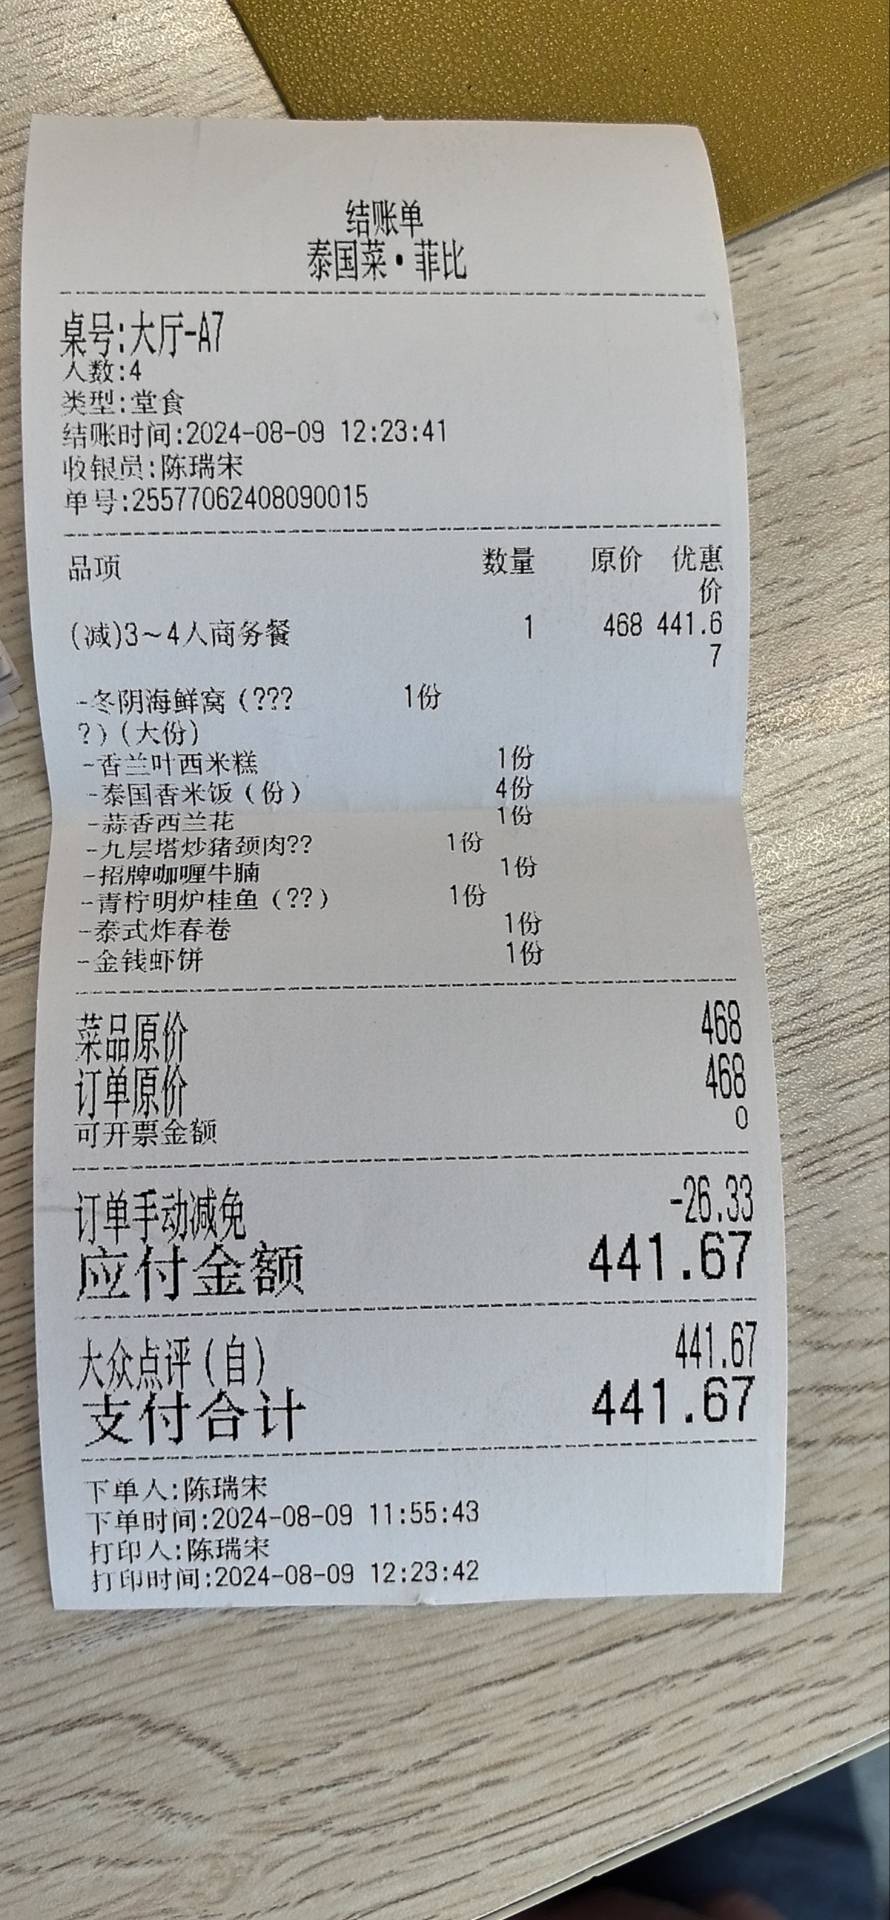 结账单
泰国菜·菲比
桌号:大厅-A7
人数:4
类型:堂食
结账时间:2024-08-09 12:23:41
收银员:陈瑞宋
单号:25577062408090015
品项 数量 原价 优惠
价
(减)3~4人商务餐 1 468 441.6
7
-冬阴海鲜窝(??? 1份
?)(大份)
-香兰叶西米糕 1份
-泰国香米饭(份) 4份
-蒜香西兰花 1份
-九层塔炒猪颈肉?? 1份
-招牌咖喱牛腩 1份
-青柠明炉桂鱼(??) 1份
-泰式炸春卷 1份
-金钱虾饼 1份
菜品原价 468
订单原价 468
可开票金额 0
订单手动减免 -26.33
应付金额 441.67
大众点评(自) 441.67
支付合计 441.67
下单人:陈瑞宋
下单时间:2024-08-09 11:55:43
打印人:陈瑞宋
打印时间:2024-08-09 12:23:42